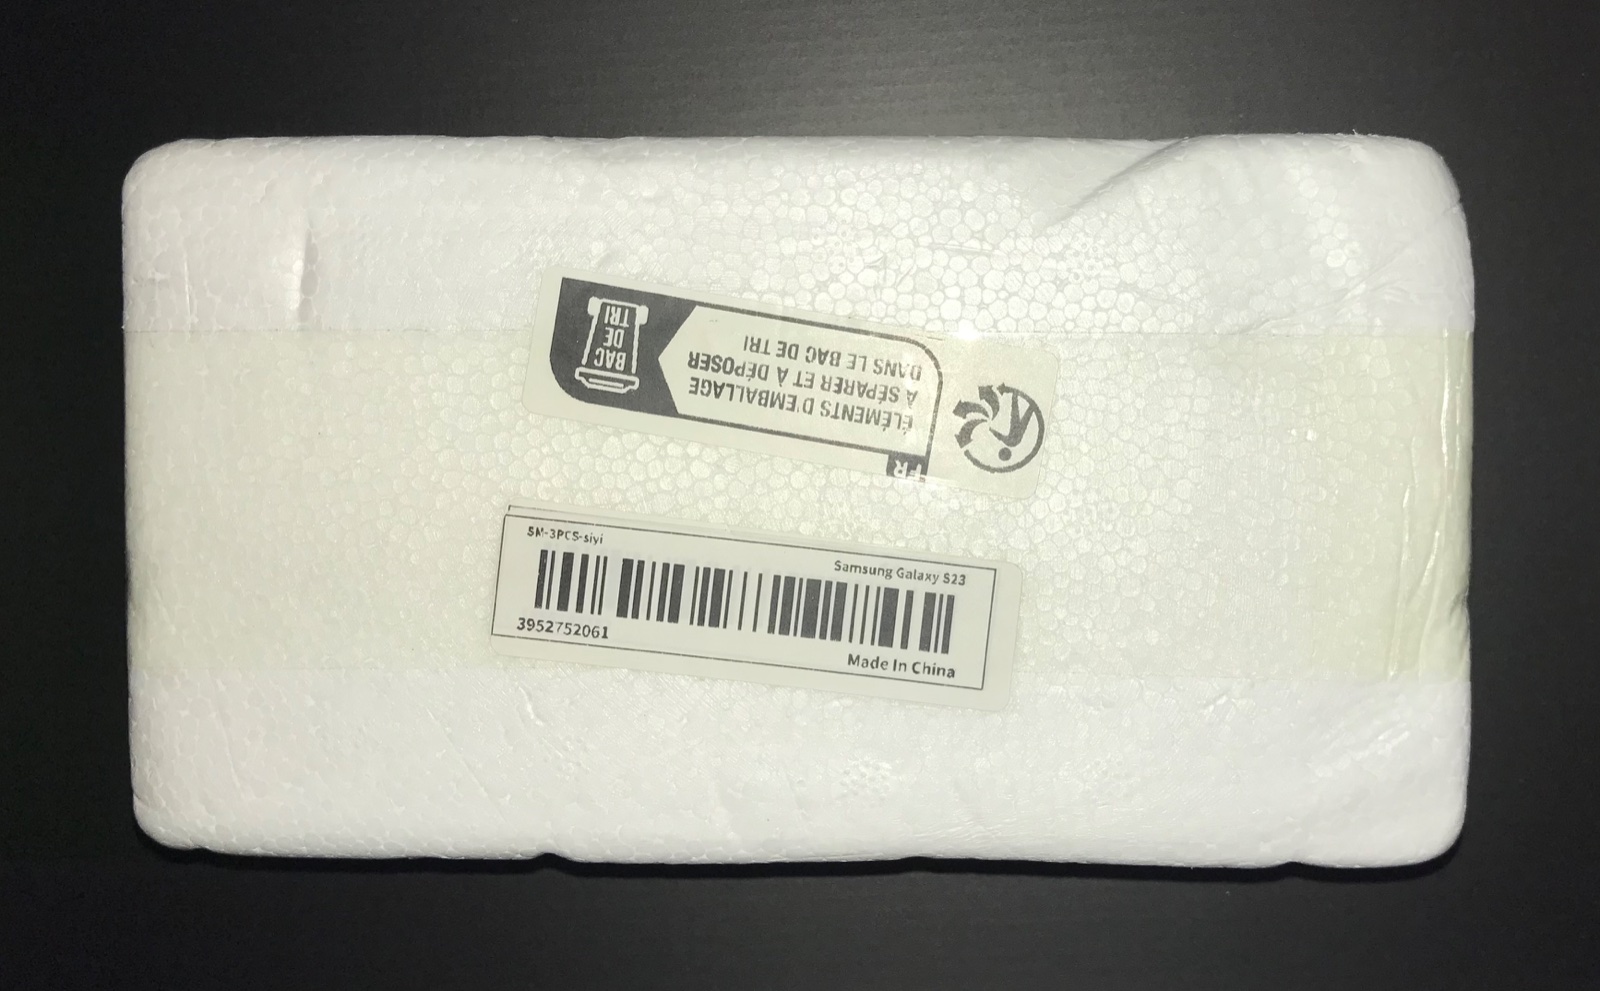 FR
ÉLÉMENTS D'EMBALLAGE
À SÉPARER ET À DÉPOSER
DANS LE BAC DE TRI
BAC
DE
TRI
SM-3PCS-siyi
Samsung Galaxy S23
3952752061
Made In China